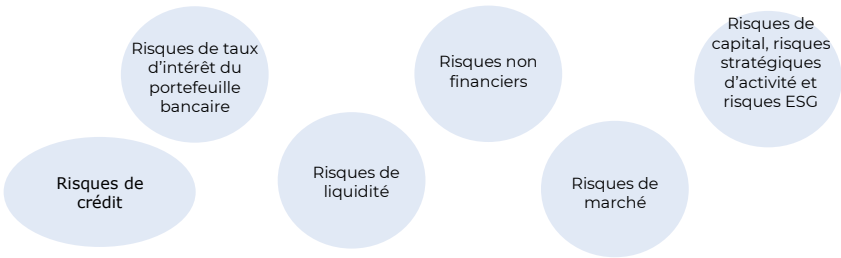 Risques de taux
d’intérêt du
portefeuille
bancaire
Risques non
financiers
Risques de
capital, risques
stratégiques
d’activité et
risques ESG
Risques de
crédit
Risques de
liquidité
Risques de
marché